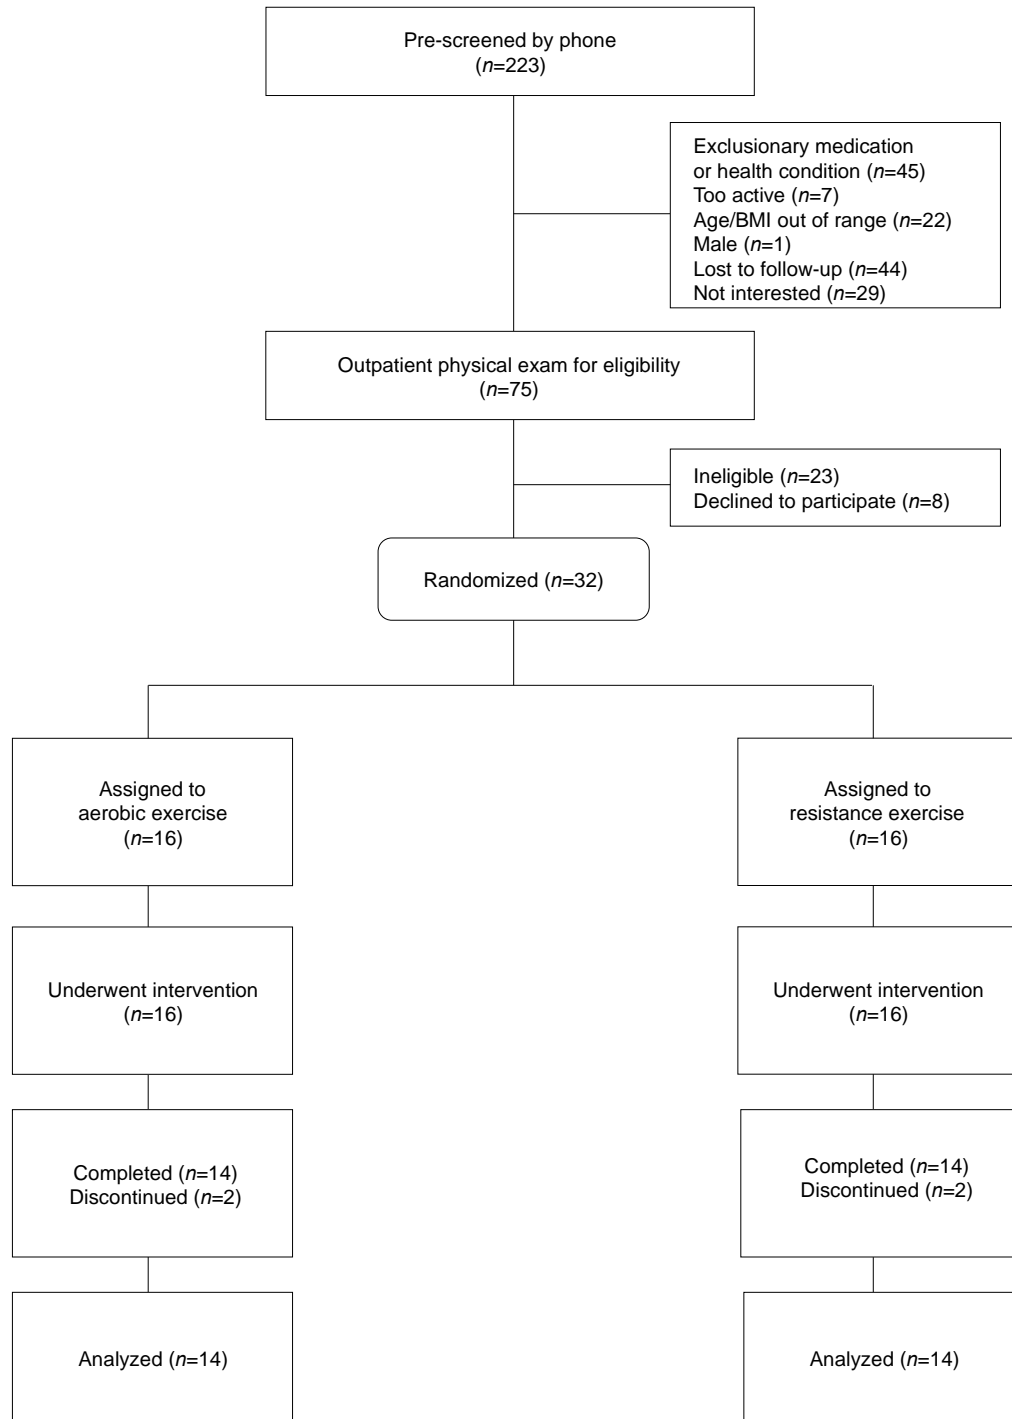 Pre-screened by phone
(n=223)
Exclusionary medication
or health condition (n=45)
Too active (n=7)
Age/BMI out of range (n=22)
Male (n=1)
Lost to follow-up (n=44)
Not interested (n=29)
Outpatient physical exam for eligibility
(n=75)
Ineligible (n=23)
Declined to participate (n=8)
Randomized (n=32)
Assigned to
aerobic exercise
(n=16)
Assigned to
resistance exercise
(n=16)
Underwent intervention
(n=16)
Underwent intervention
(n=16)
Completed (n=14)
Discontinued (n=2)
Completed (n=14)
Discontinued (n=2)
Analyzed (n=14)
Analyzed (n=14)